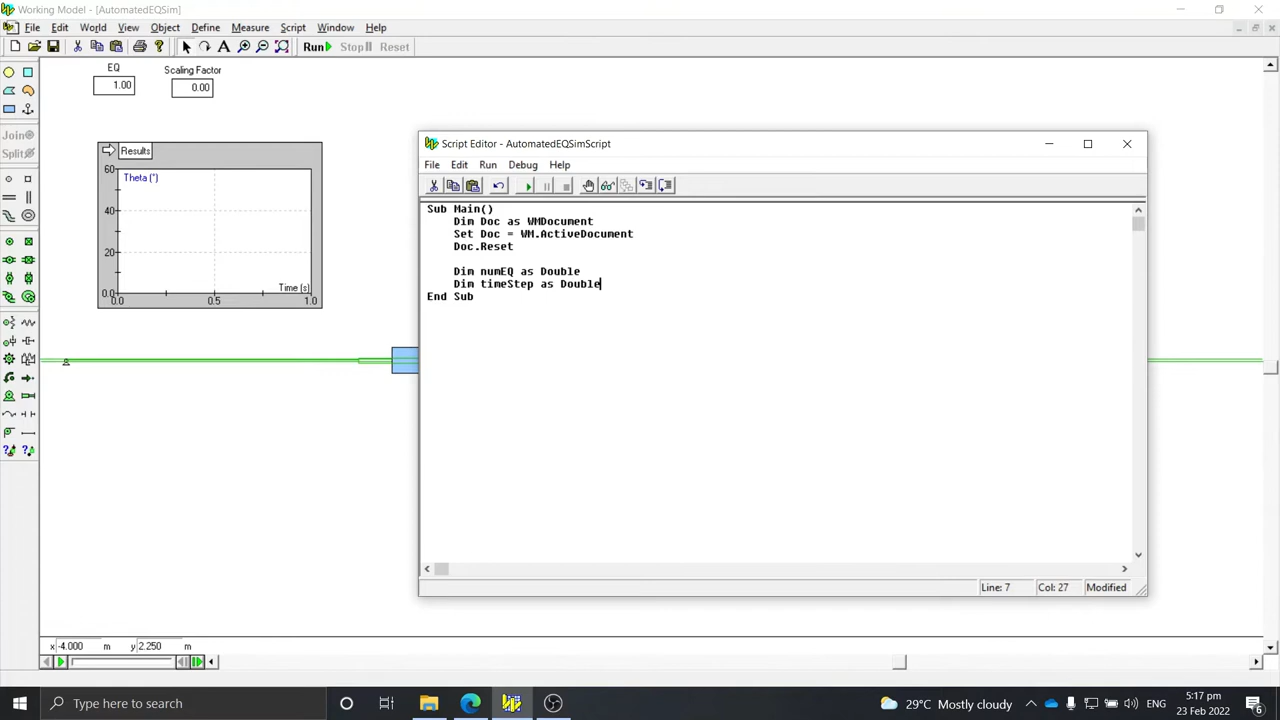 Working Model - [AutomatedEQSim]
File Edit World View Object Define Measure Script Window Help
Run Stop Reset
EQ
1.00
Scaling Factor
0.00
Join
Split
Results
Theta (°)
60
40
20
0.0
0.0 0.5 1.0
Time (s)
Script Editor - AutomatedEQSimScript
File Edit Run Debug Help
Sub Main()
Dim Doc as WMDocument
Set Doc = WM.ActiveDocument
Doc.Reset
Dim numEQ as Double
Dim timeStep as Double
End Sub
Line: 7 Col: 27 Modified
x -4.000 m y 2.250 m
Type here to search
29°C Mostly cloudy
ENG
5:17 pm
23 Feb 2022
6